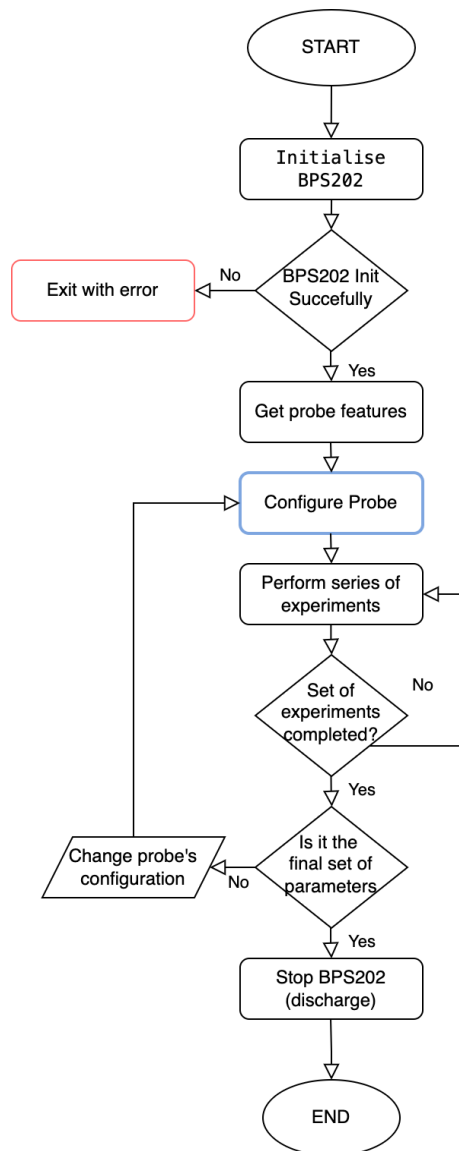 START
Initialise
BPS202
BPS202 Init
Succefully
No
Exit with error
Yes
Get probe features
Configure Probe
Perform series of
experiments
Set of
experiments
completed?
No
Yes
Is it the
final set of
parameters
No
Change probe's
configuration
Yes
Stop BPS202
(discharge)
END